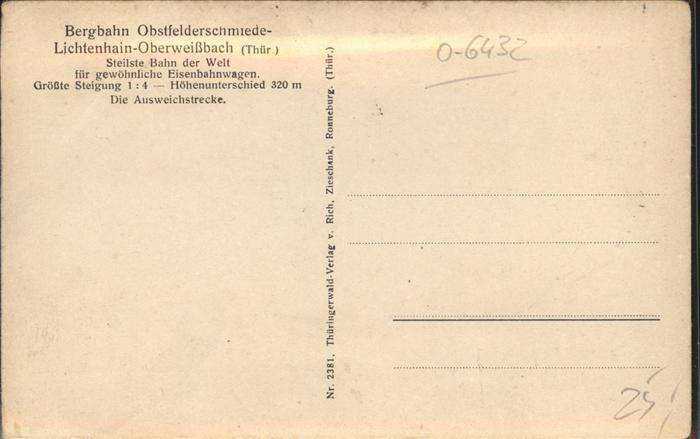 Bergbahn Obstfelderschmiede-
Lichtenhain-Oberweißbach (Thür.)
Steilste Bahn der Welt
für gewöhnliche Eisenbahnwagen.
Größte Steigung 1 : 4 — Höhenunterschied 320 m
Die Ausweichstrecke.
Nr. 2381. Thüringerwald-Verlag v. Rich. Zieschank, Ronneburg. (Thür.)
0-6432